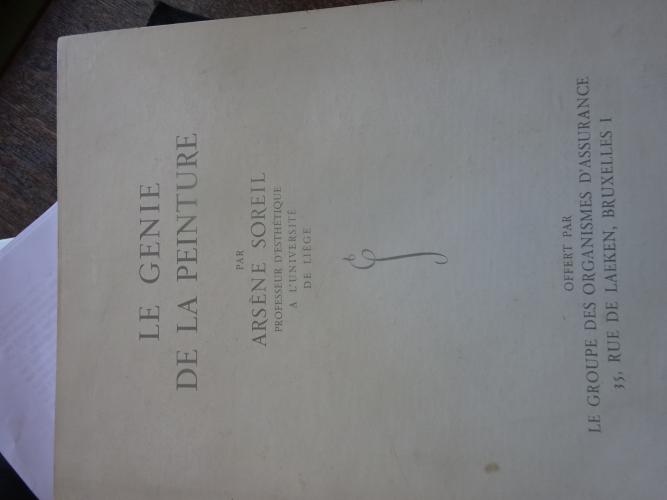 LE GENIE
DE LA PEINTURE
PAR
ARSÈNE SOREIL
PROFESSEUR D'ESTHÉTIQUE
A L'UNIVERSITÉ
DE LIÈGE
OFFERT PAR
LE GROUPE DES ORGANISMES D'ASSURANCE
35, RUE DE LAEKEN, BRUXELLES I